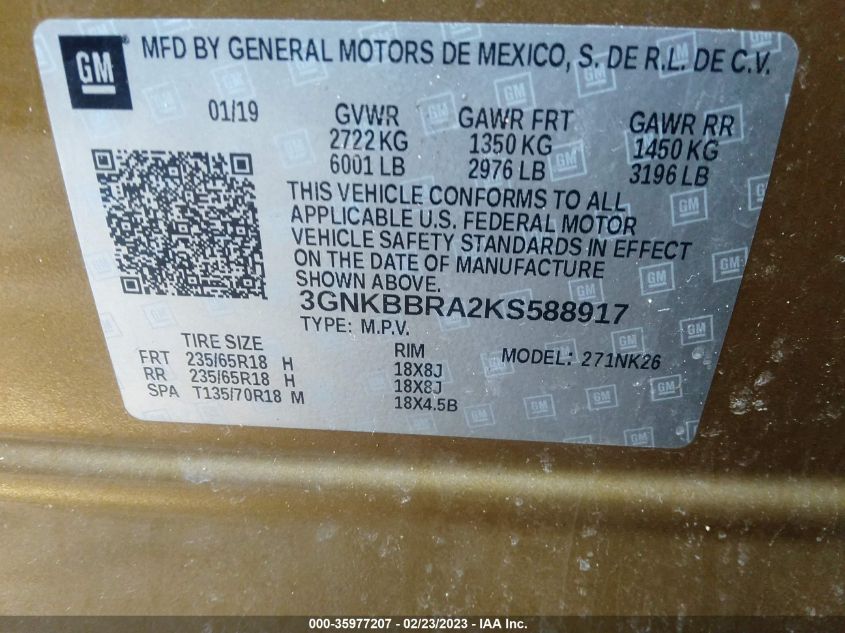 GM
MFD BY GENERAL MOTORS DE MEXICO, S. DE R.L. DE C.V.
01/19 GVWR GAWR FRT GAWR RR
2722 KG 1350 KG 1450 KG
6001 LB 2976 LB 3196 LB
THIS VEHICLE CONFORMS TO ALL
APPLICABLE U.S. FEDERAL MOTOR
VEHICLE SAFETY STANDARDS IN EFFECT
ON THE DATE OF MANUFACTURE
SHOWN ABOVE.
3GNKBBRA2KS588917
TYPE: M.P.V.
TIRE SIZE RIM MODEL: 271NK26
FRT 235/65R18 H 18X8J
RR 235/65R18 H 18X8J
SPA T135/70R18 M 18X4.5B
000-35977207 - 02/23/2023 - IAA Inc.